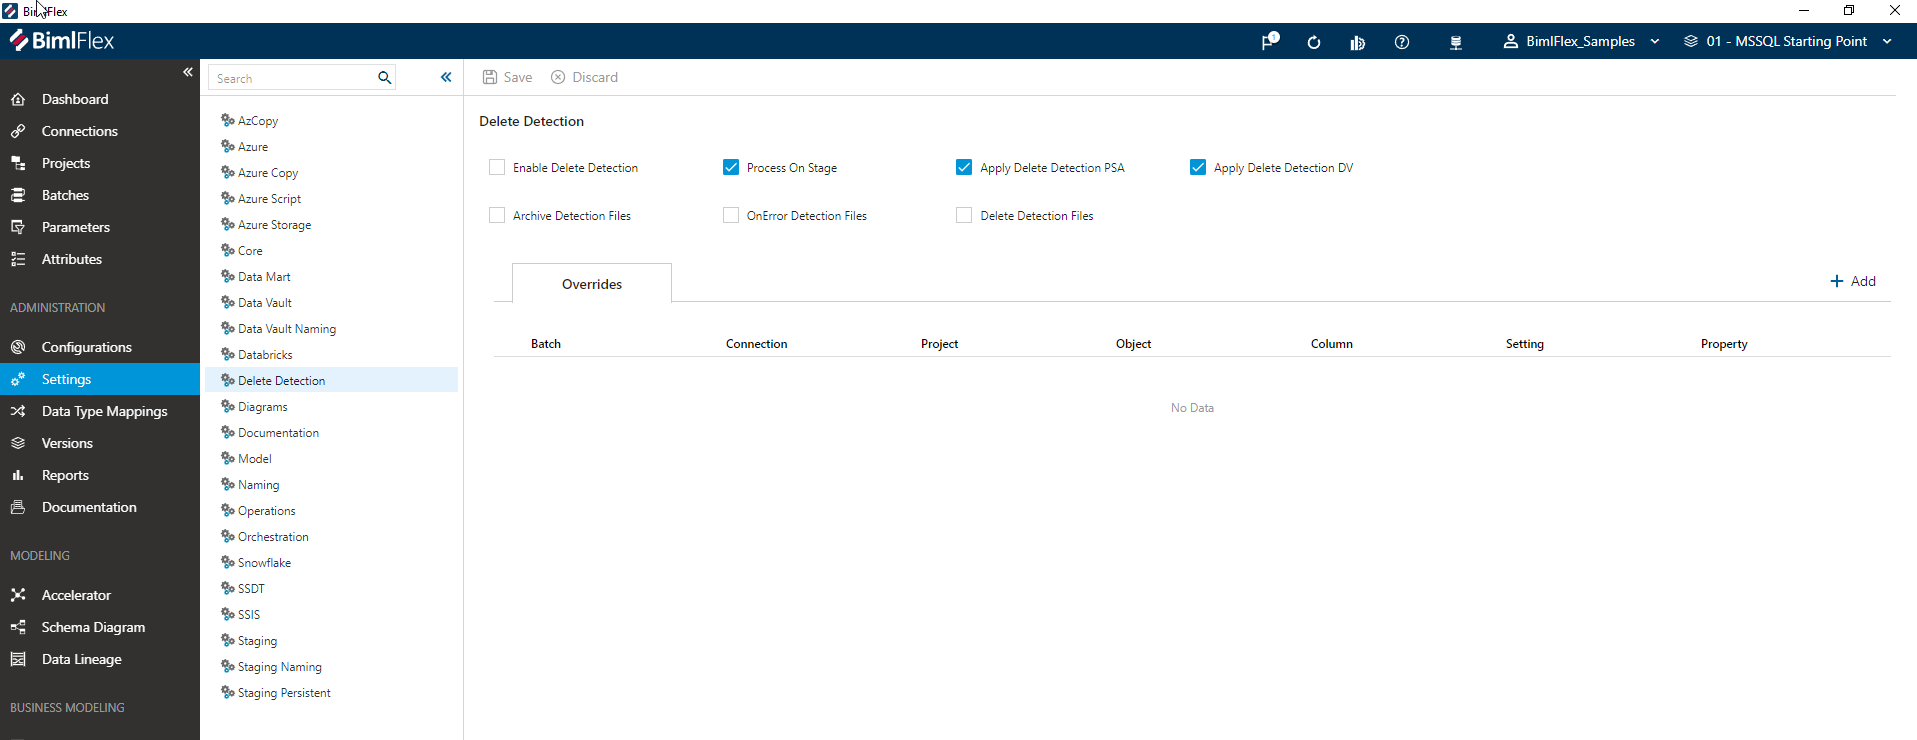 BimlFlex
BimlFlex
1
BimlFlex_Samples
01 - MSSQL Starting Point
Dashboard
Connections
Projects
Batches
Parameters
Attributes
ADMINISTRATION
Configurations
Settings
Data Type Mappings
Versions
Reports
Documentation
MODELING
Accelerator
Schema Diagram
Data Lineage
BUSINESS MODELING
Search
AzCopy
Azure
Azure Copy
Azure Script
Azure Storage
Core
Data Mart
Data Vault
Data Vault Naming
Databricks
Delete Detection
Diagrams
Documentation
Model
Naming
Operations
Orchestration
Snowflake
SSDT
SSIS
Staging
Staging Naming
Staging Persistent
Save Discard
Delete Detection
Enable Delete Detection Process On Stage Apply Delete Detection PSA Apply Delete Detection DV
Archive Detection Files OnError Detection Files Delete Detection Files
Overrides
Add
Batch Connection Project Object Column Setting Property
No Data